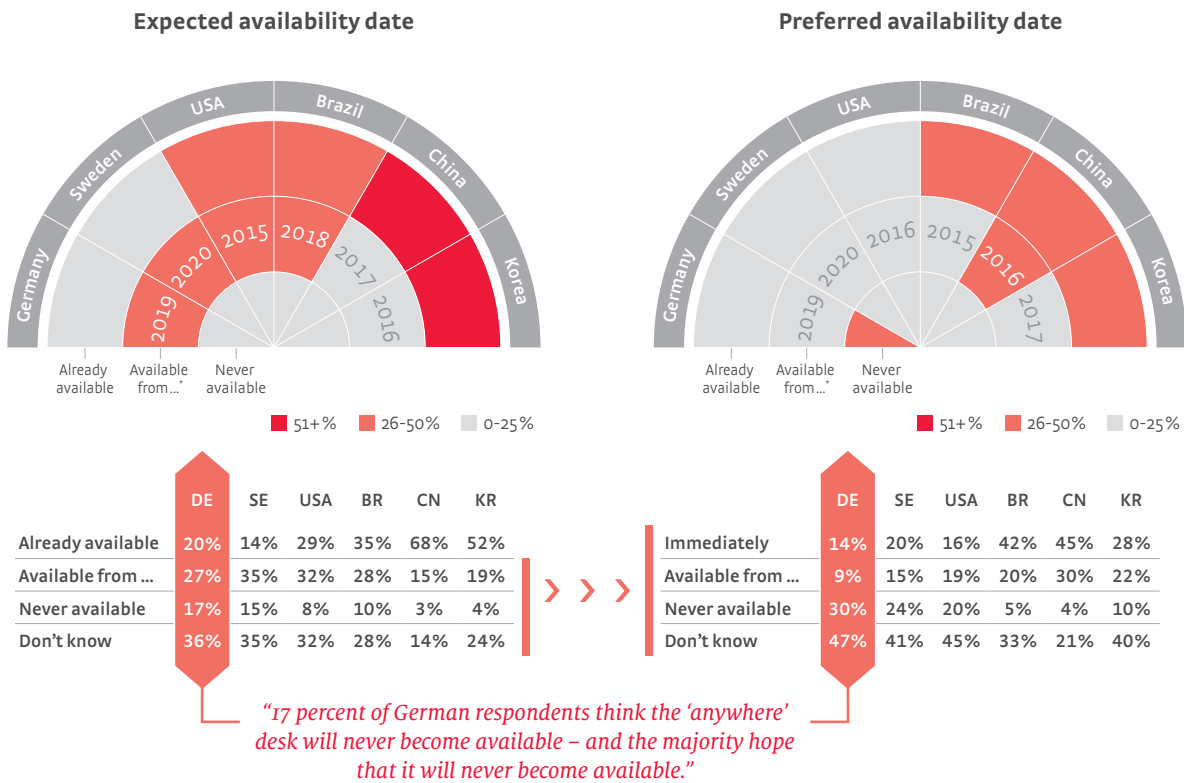 Expected availability date
Germany
Sweden
USA
Brazil
China
Korea
2019
2020
2015
2018
2017
2016
Already
available
Available
from ...*
Never
available
51+ %
26-50%
0-25%
Preferred availability date
Germany
Sweden
USA
Brazil
China
Korea
2019
2020
2016
2015
2016
2017
Already
available
Available
from ...*
Never
available
51+ %
26-50%
0-25%
DE SE USA BR CN KR
Already available 20% 14% 29% 35% 68% 52%
Available from ... 27% 35% 32% 28% 15% 19%
Never available 17% 15% 8% 10% 3% 4%
Don't know 36% 35% 32% 28% 14% 24%
DE SE USA BR CN KR
Immediately 14% 20% 16% 42% 45% 28%
Available from ... 9% 15% 19% 20% 30% 22%
Never available 30% 24% 20% 5% 4% 10%
Don't know 47% 41% 45% 33% 21% 40%
“17 percent of German respondents think the ‘anywhere’
desk will never become available – and the majority hope
that it will never become available.”